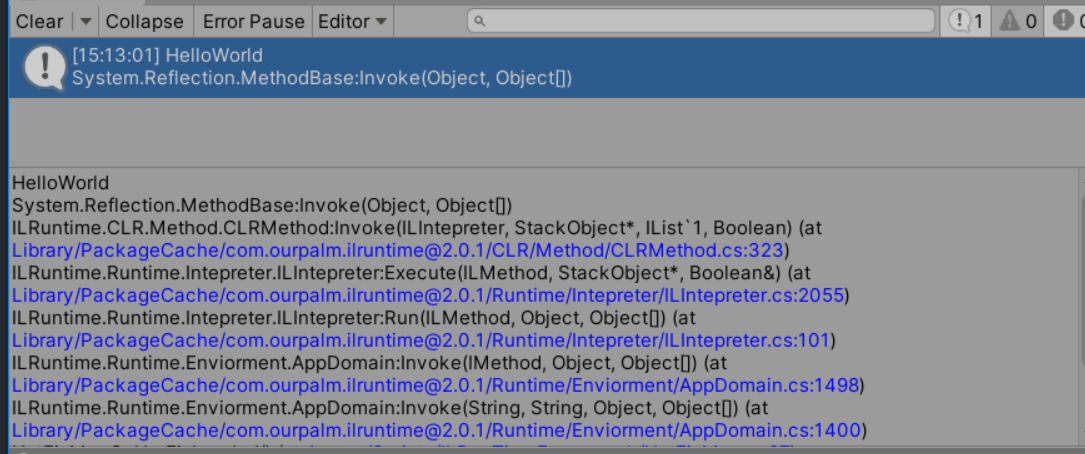 Clear Collapse Error Pause Editor 1 0
[15:13:01] HelloWorld
System.Reflection.MethodBase:Invoke(Object, Object[])
HelloWorld
System.Reflection.MethodBase:Invoke(Object, Object[])
ILRuntime.CLR.Method.CLRMethod:Invoke(ILIntepreter, StackObject*, IList`1, Boolean) (at
Library/PackageCache/com.ourpalm.ilruntime@2.0.1/CLR/Method/CLRMethod.cs:323)
ILRuntime.Runtime.Intepreter.ILIntepreter:Execute(ILMethod, StackObject*, Boolean&) (at
Library/PackageCache/com.ourpalm.ilruntime@2.0.1/Runtime/Intepreter/ILIntepreter.cs:2055)
ILRuntime.Runtime.Intepreter.ILIntepreter:Run(ILMethod, Object, Object[]) (at
Library/PackageCache/com.ourpalm.ilruntime@2.0.1/Runtime/Intepreter/ILIntepreter.cs:101)
ILRuntime.Runtime.Enviorment.AppDomain:Invoke(IMethod, Object, Object[]) (at
Library/PackageCache/com.ourpalm.ilruntime@2.0.1/Runtime/Enviorment/AppDomain.cs:1498)
ILRuntime.Runtime.Enviorment.AppDomain:Invoke(String, String, Object, Object[]) (at
Library/PackageCache/com.ourpalm.ilruntime@2.0.1/Runtime/Enviorment/AppDomain.cs:1400)